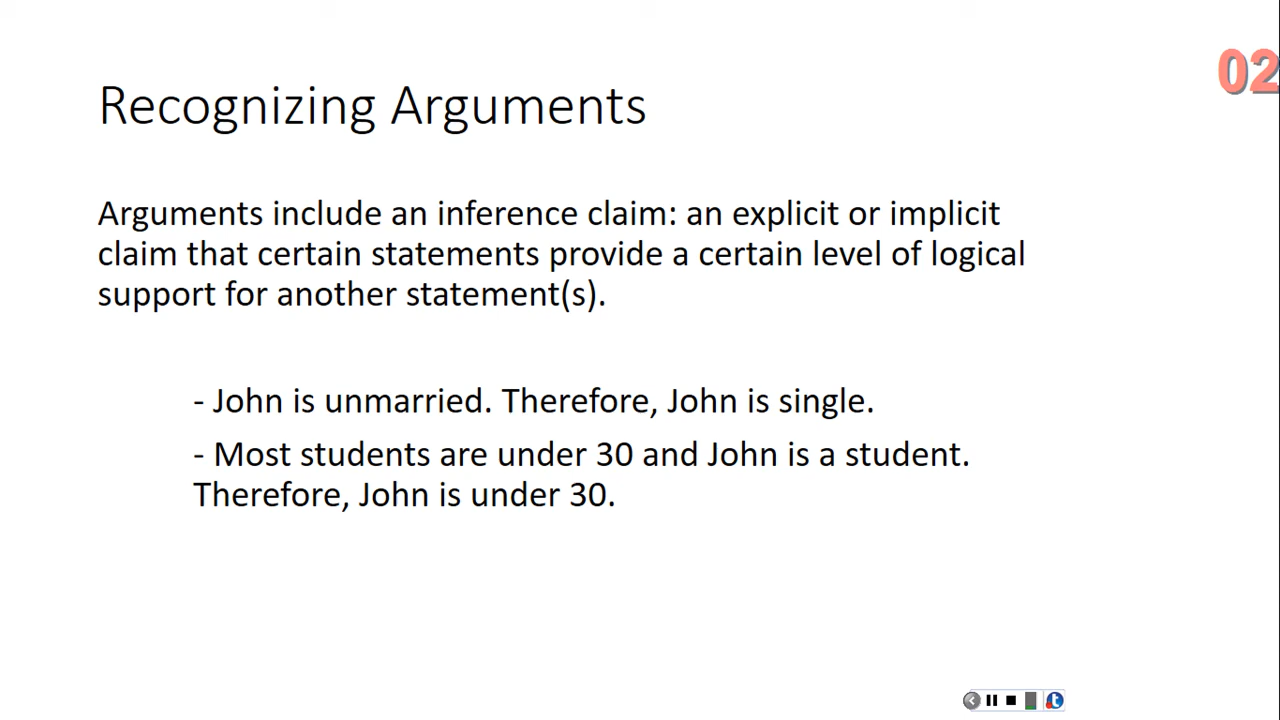 02
Recognizing Arguments
Arguments include an inference claim: an explicit or implicit
claim that certain statements provide a certain level of logical
support for another statement(s).
- John is unmarried. Therefore, John is single.
- Most students are under 30 and John is a student.
Therefore, John is under 30.
t